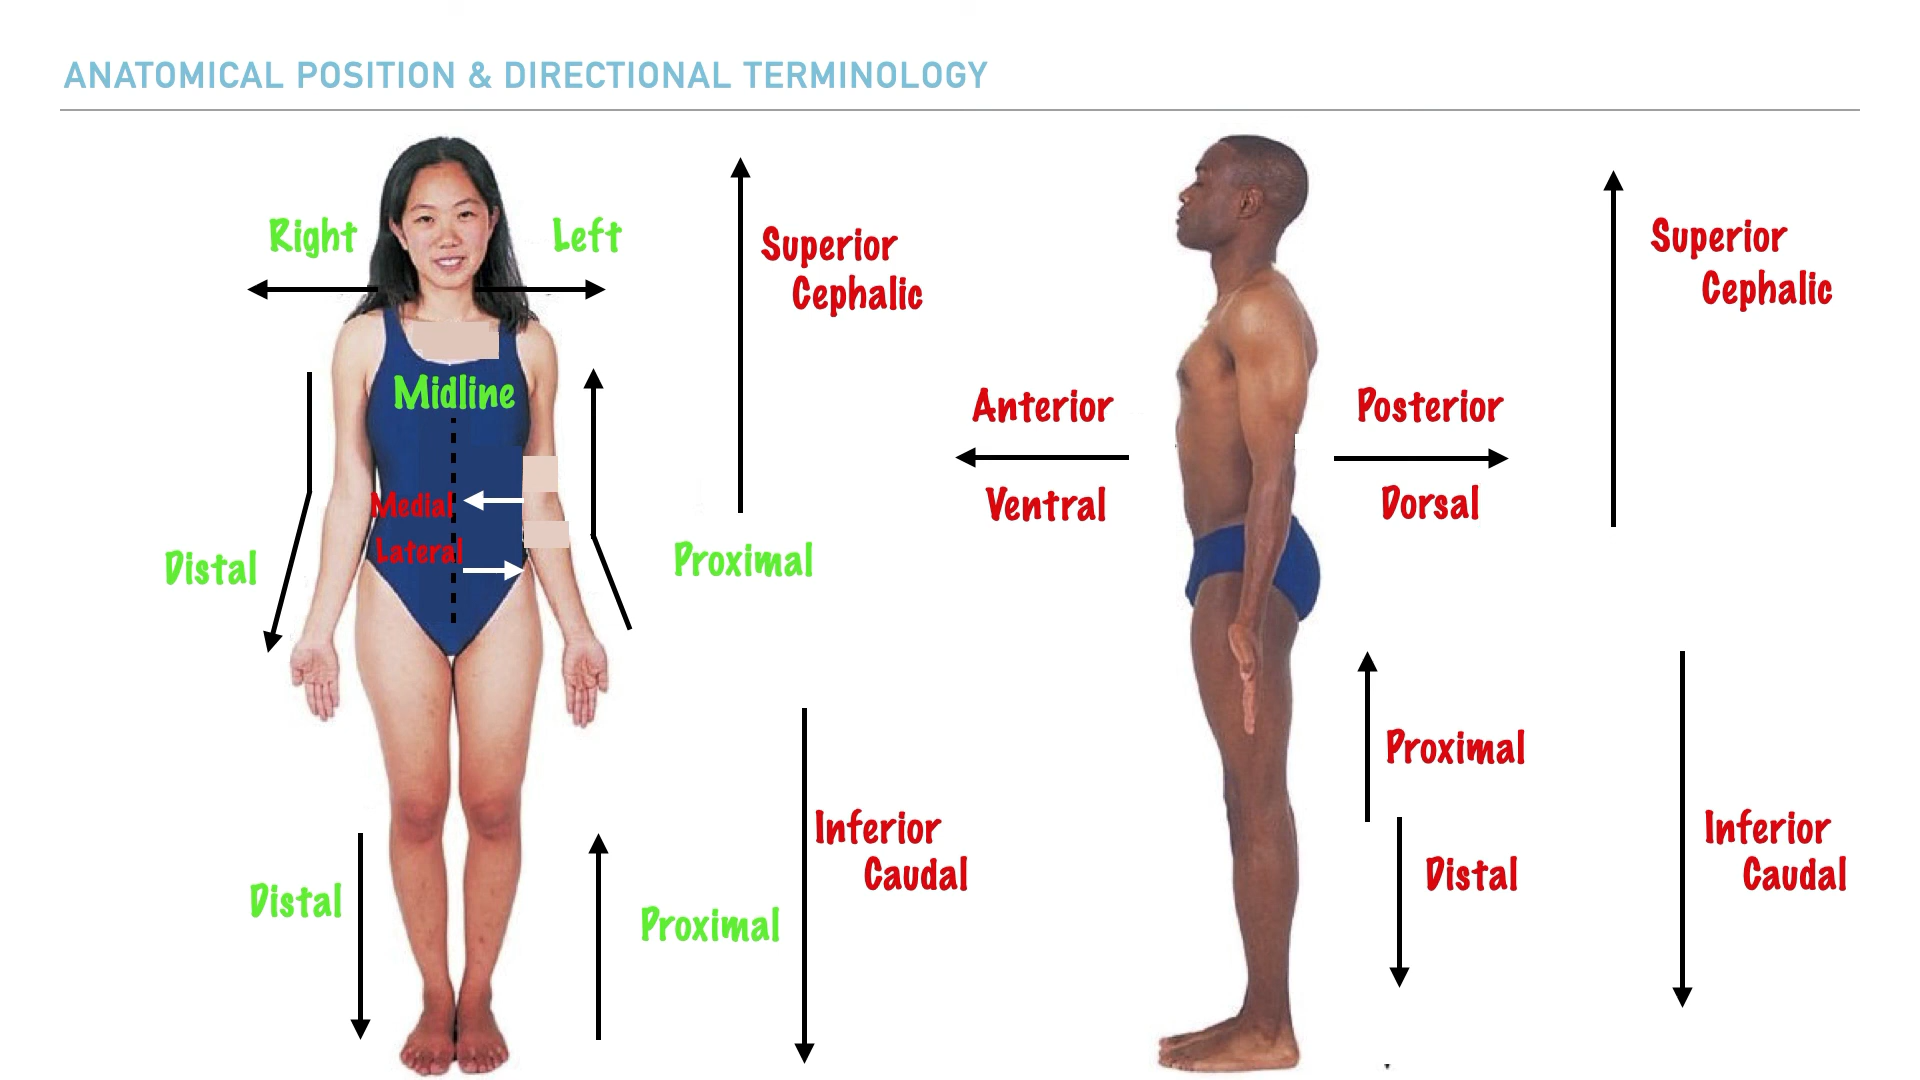 ANATOMICAL POSITION & DIRECTIONAL TERMINOLOGY
Right
Left
Superior
Cephalic
Midline
Medial
Lateral
Distal
Proximal
Inferior
Caudal
Distal
Proximal
Superior
Cephalic
Anterior
Posterior
Ventral
Dorsal
Proximal
Distal
Inferior
Caudal